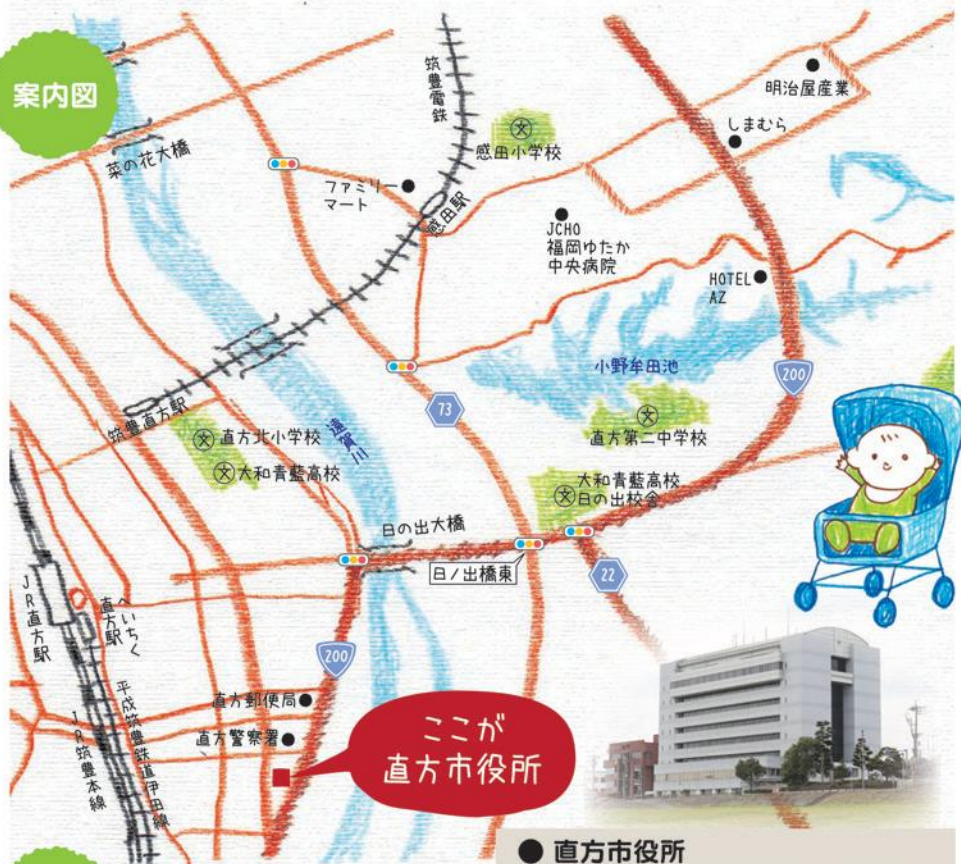 案内図
筑豊電鉄
明治屋産業
しまむら
感田小学校
菜の花大橋
ファミリー
マート
感田駅
JCHO
福岡ゆたか
中央病院
HOTEL
AZ
小野牟田池
200
73
筑豊直方駅
直方北小学校
大和青藍高校
遠賀川
直方第二中学校
大和青藍高校
日の出校舎
日の出大橋
日ノ出橋東
22
JR直方駅
へいちく
直方駅
200
平成筑豊鉄道伊田線
JR筑豊本線
直方郵便局
直方警察署
ここが
直方市役所
● 直方市役所
文
文
文
文
文